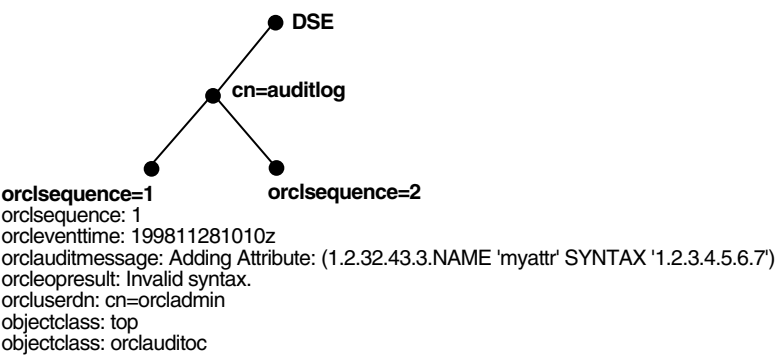 DSE
cn=auditlog
orclsequence=1
orclsequence=2
orclsequence: 1
orcleventtime: 199811281010z
orclauditmessage: Adding Attribute: (1.2.32.43.3.NAME 'myattr' SYNTAX '1.2.3.4.5.6.7')
orcleopresult: Invalid syntax.
orcluserdn: cn=orcladmin
objectclass: top
objectclass: orclauditoc